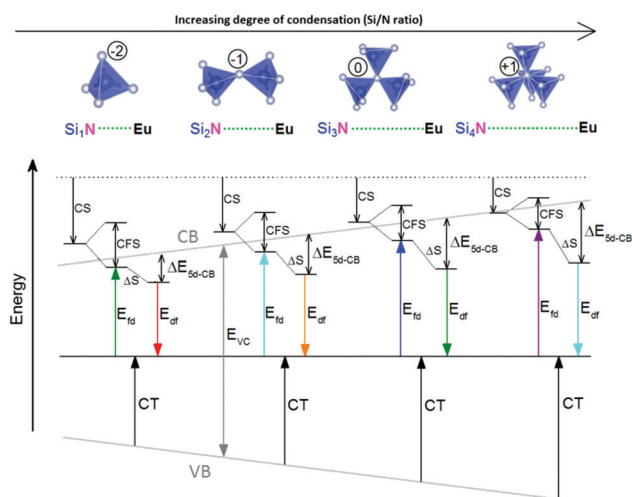 Increasing degree of condensation (Si/N ratio)
-2
-1
0
+1
Si₁N Eu
Si₂N Eu
Si₃N Eu
Si₄N Eu
Energy
CS
CFS
ΔS
ΔE5d-CB
Efd
Edf
CS
CFS
ΔS
ΔE5d-CB
Efd
Edf
CS
CFS
ΔS
ΔE5d-CB
Efd
Edf
CS
CFS
ΔS
ΔE5d-CB
Efd
Edf
CB
EVC
CT
CT
CT
CT
VB